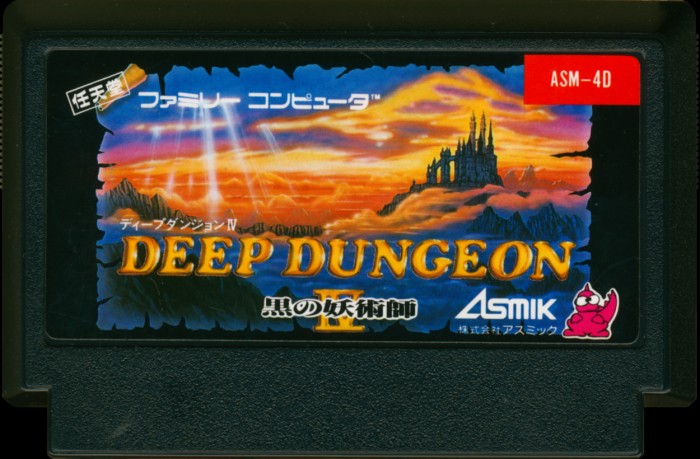 任天堂
ファミリー コンピュータ™
ASM-4D
ディープダンジョンⅣ
DEEP DUNGEON
Ⅳ
黒の妖術師
ASMIK
株式会社アスミック